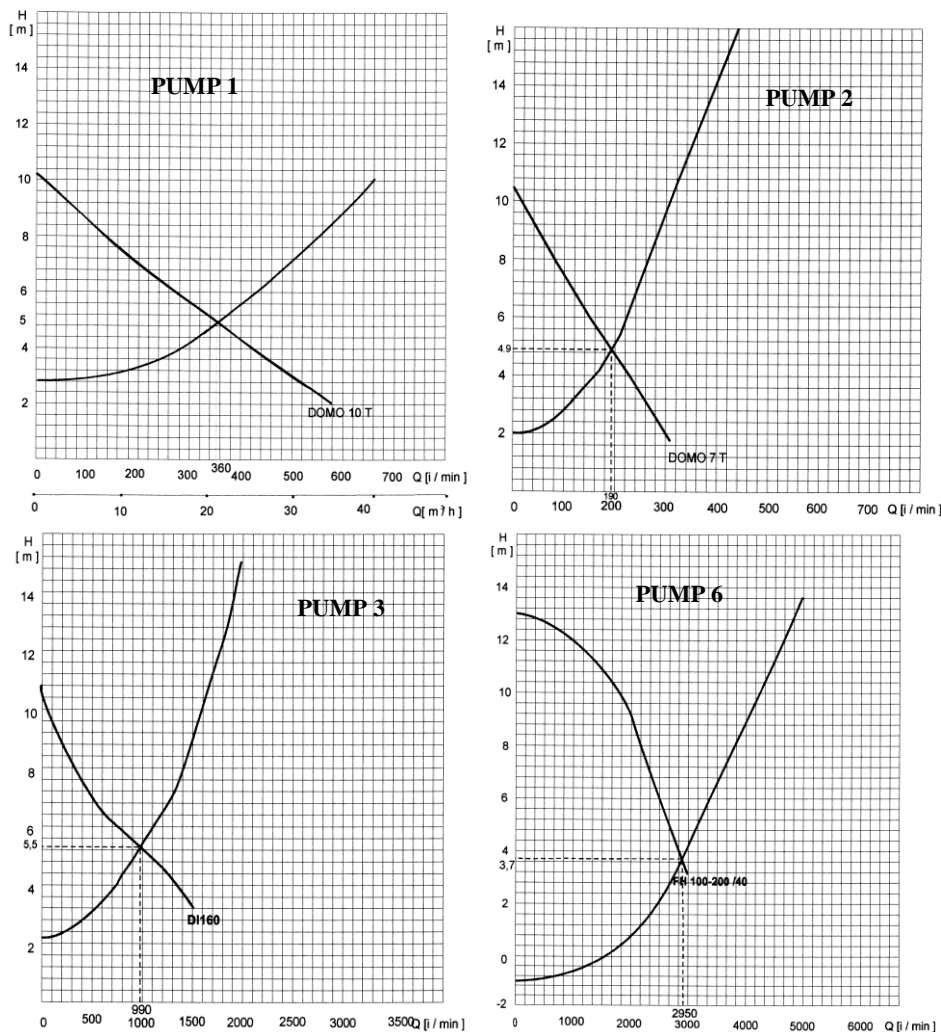 H
[ m ]
14
12
10
8
6
5
4
2
PUMP 1
DOMO 10 T
0 100 200 300 360 400 500 600 700 Q [i / min ]
0 10 20 30 40 Q[ m³/ h ]
H
[ m ]
14
12
10
8
6
4.9
4
2
PUMP 2
DOMO 7 T
0 100 190 200 300 400 500 600 700 Q [i / min ]
H
[ m ]
14
12
10
8
6
5,5
4
2
PUMP 3
DI160
0 500 990 1000 1500 2000 2500 3000 3500 Q[i / min ]
H
[ m ]
14
12
10
8
6
4
3,7
2
0
-2
PUMP 6
FH 100-200 /40
0 1000 2000 2950 3000 4000 5000 6000 Q [i / min ]